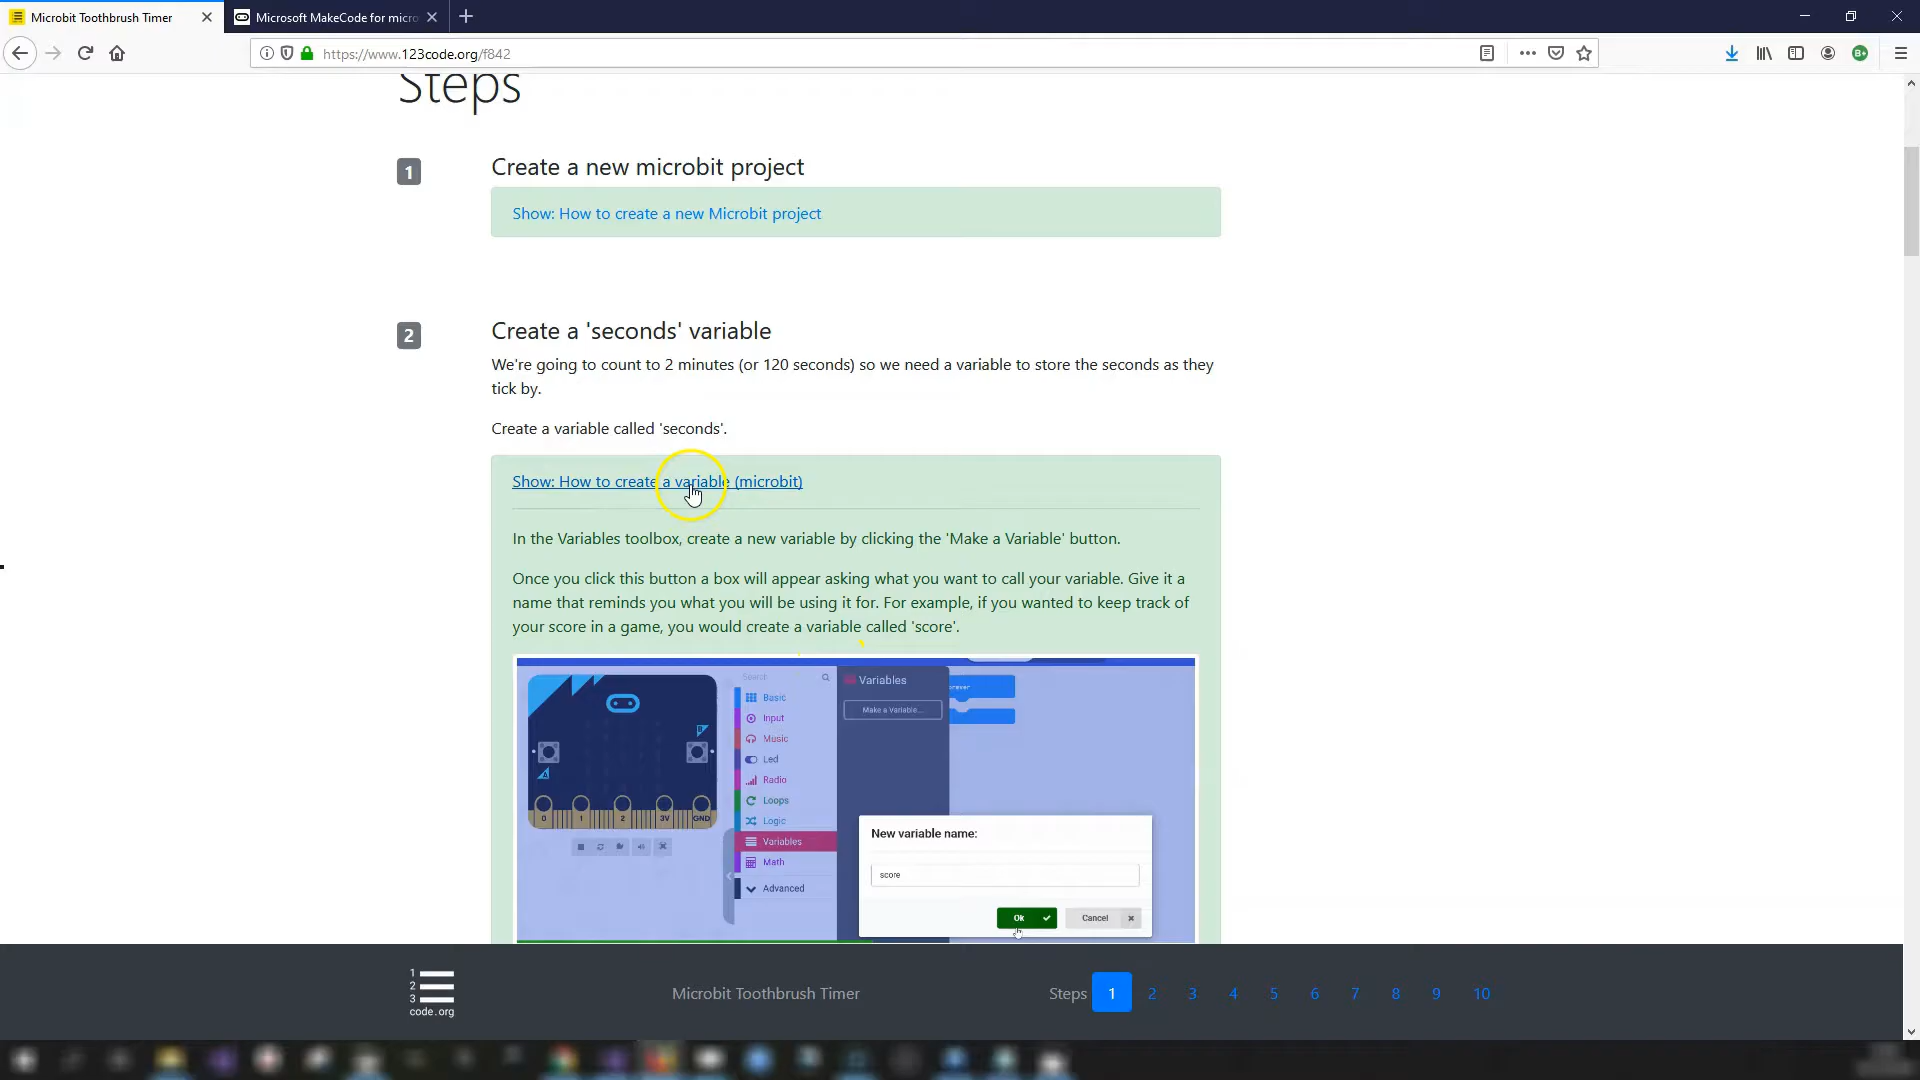 Microbit Toothbrush Timer
Microsoft MakeCode for micro
https://www.123code.org/f842
Steps
1
Create a new microbit project
Show: How to create a new Microbit project
2
Create a 'seconds' variable
We're going to count to 2 minutes (or 120 seconds) so we need a variable to store the seconds as they
tick by.
Create a variable called 'seconds'.
Show: How to create a variable (microbit)
In the Variables toolbox, create a new variable by clicking the 'Make a Variable' button.
Once you click this button a box will appear asking what you want to call your variable. Give it a
name that reminds you what you will be using it for. For example, if you wanted to keep track of
your score in a game, you would create a variable called 'score'.
Search
Variables
Basic
Make a Variable...
Input
Music
Led
Radio
Loops
Logic
Variables
Math
Advanced
B
A
0 1 2 3V GND
New variable name:
score
Ok
Cancel
1
2
3
code.org
Microbit Toothbrush Timer
Steps 1 2 3 4 5 6 7 8 9 10